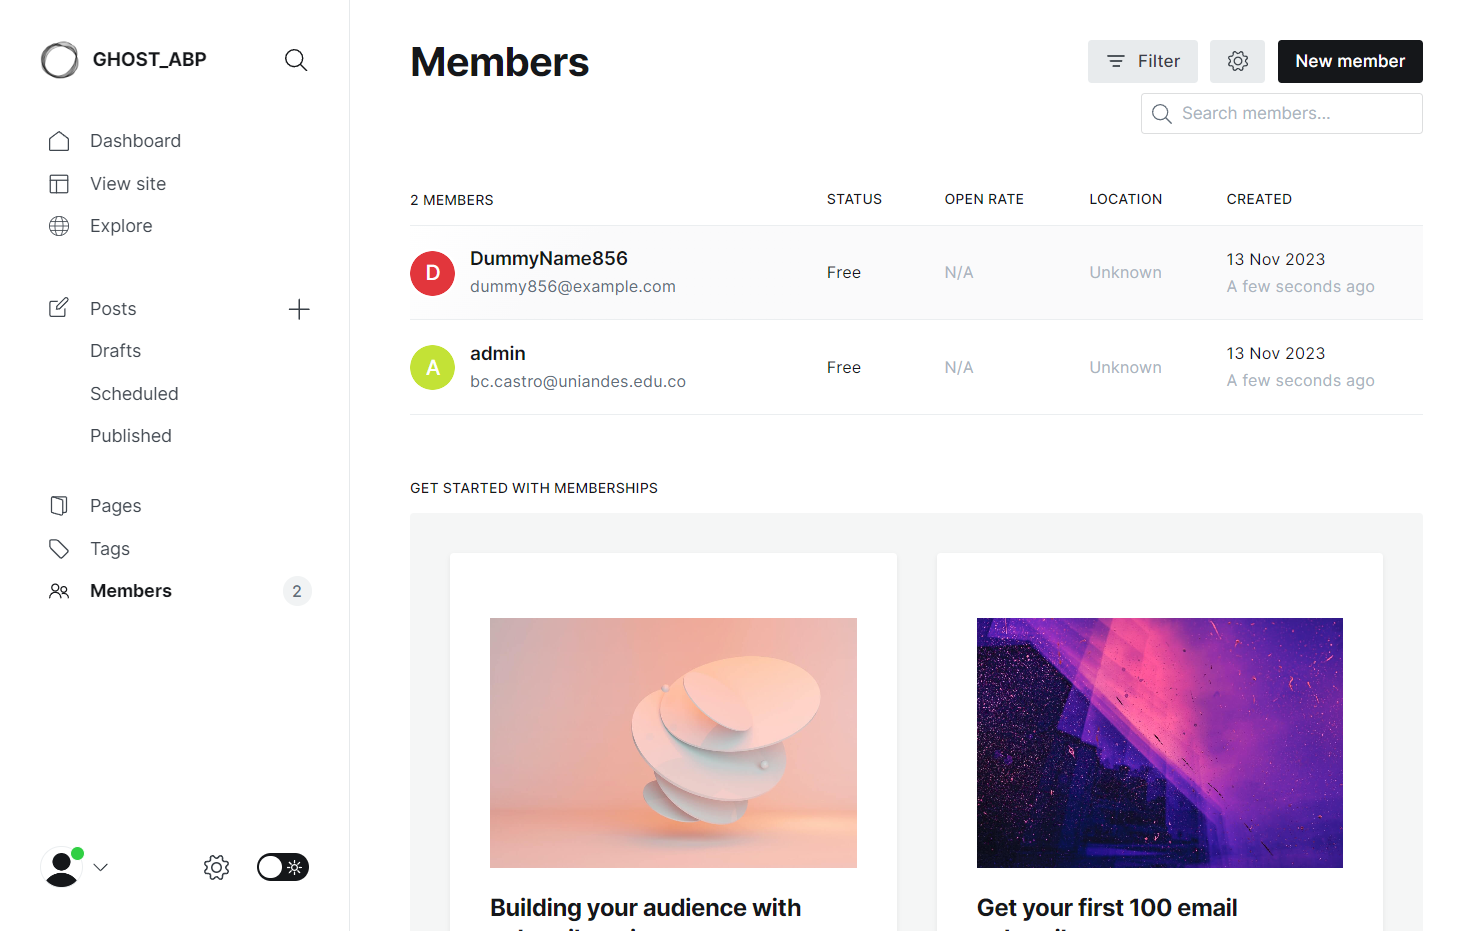 GHOST_ABP
Dashboard
View site
Explore
Posts
Drafts
Scheduled
Published
Pages
Tags
Members
2
Members
Filter
New member
Search members...
2 MEMBERS STATUS OPEN RATE LOCATION CREATED
D DummyName856
dummy856@example.com
Free N/A Unknown
13 Nov 2023
A few seconds ago
A admin
bc.castro@uniandes.edu.co
Free N/A Unknown
13 Nov 2023
A few seconds ago
GET STARTED WITH MEMBERSHIPS
Building your audience with
Get your first 100 email